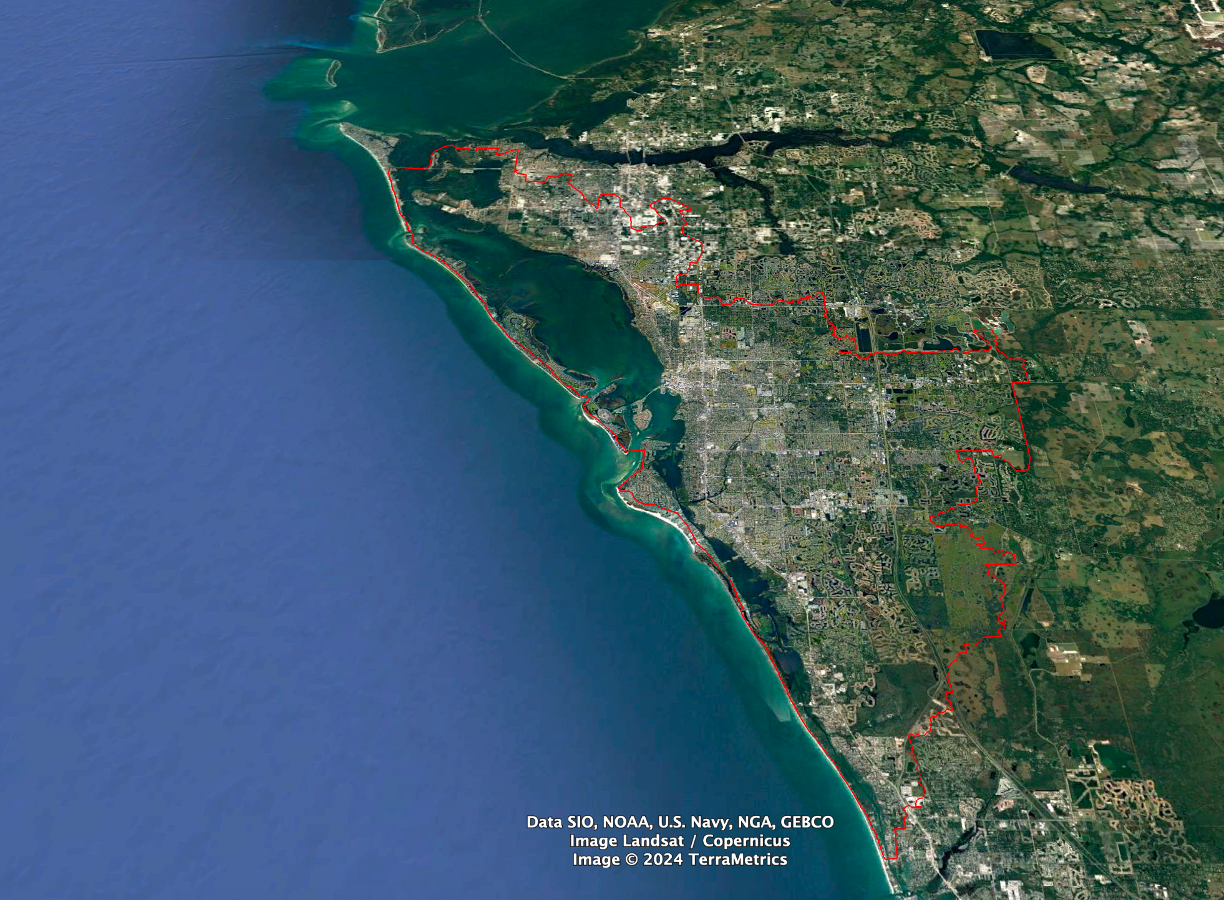 Data SIO, NOAA, U.S. Navy, NGA, GEBCO
Image Landsat / Copernicus
Image © 2024 TerraMetrics